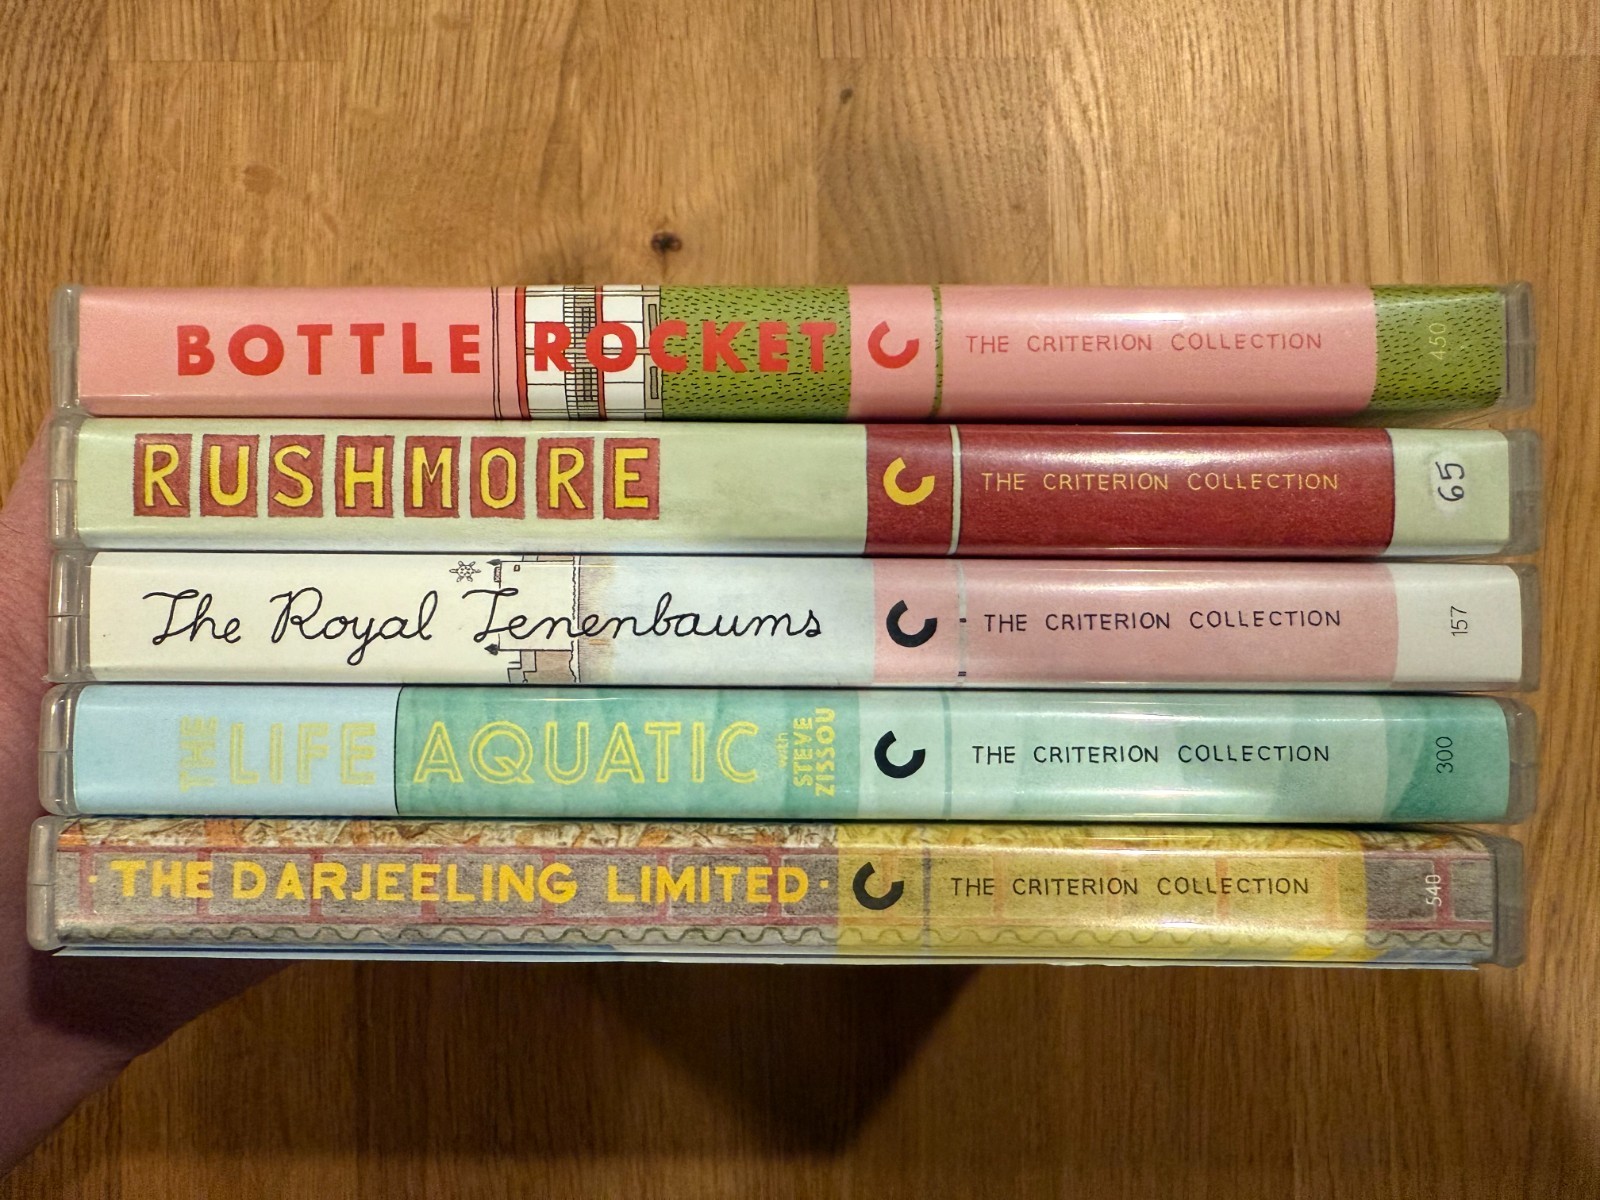 BOTTLE ROCKET THE CRITERION COLLECTION 450
RUSHMORE THE CRITERION COLLECTION 65
The Royal Tenenbaums THE CRITERION COLLECTION 157
THE LIFE AQUATIC with STEVE ZISSOU THE CRITERION COLLECTION 300
· THE DARJEELING LIMITED · THE CRITERION COLLECTION 540